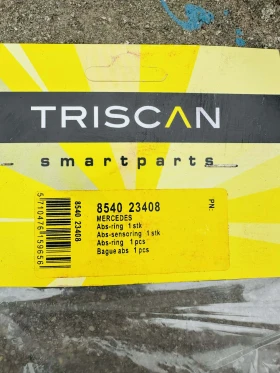 TRISCAN
smartparts
8540 23408
MERCEDES
Abs-ring 1 stk
Abs-sensoring 1 stk
Abs-ring 1 pcs
Bague abs 1 pcs
PN:
8540 23408
5710476159656